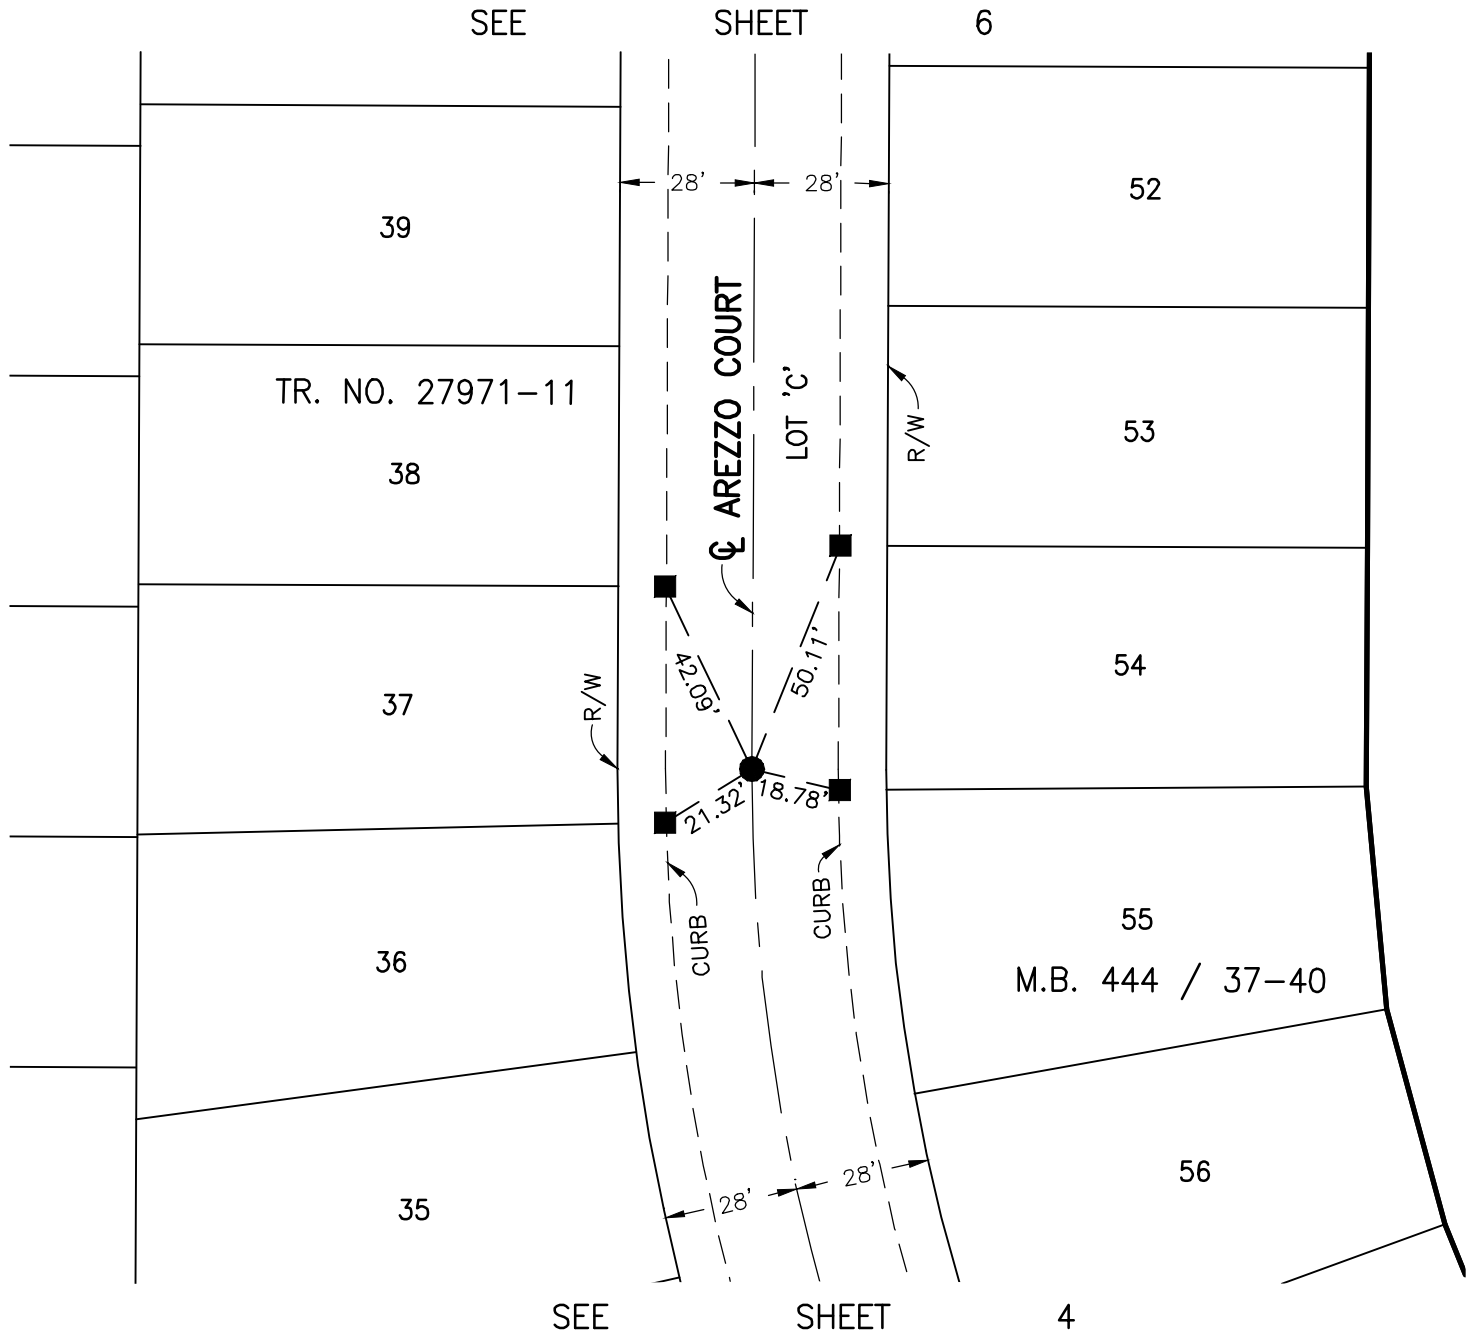 SEE SHEET 6
28' 28'
52
39
℄ AREZZO COURT
LOT 'C'
TR. NO. 27971-11
R/W
53
38
42.09'
50.11'
54
R/W
37
21.32'
18.78'
CURB
CURB
55
36
M.B. 444 / 37-40
28' 28'
56
35
SEE SHEET 4